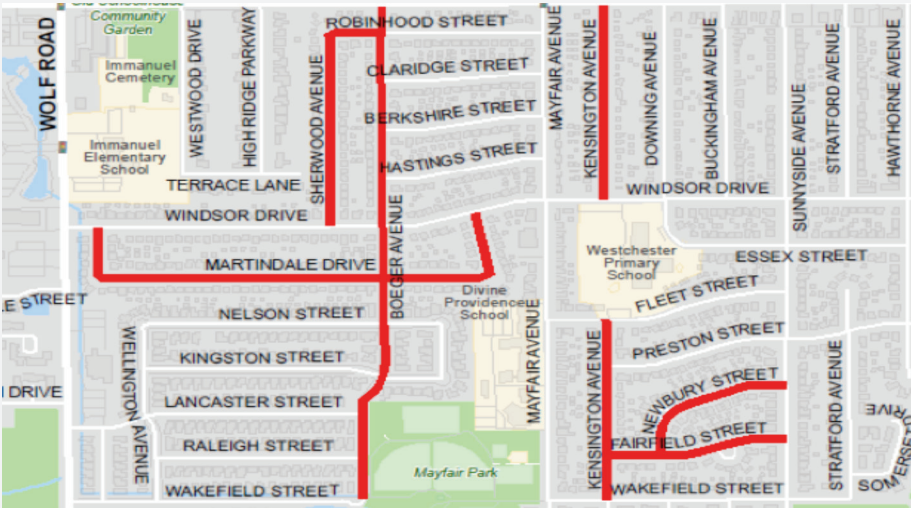 Old Schoolhouse
Community
Garden
ROBINHOOD STREET
WOLF ROAD
WESTWOOD DRIVE
HIGH RIDGE PARKWAY
Immanuel
Cemetery
SHERWOOD AVENUE
CLARIDGE STREET
MAYFAIR AVENUE
KENSINGTON AVENUE
DOWNING AVENUE
BUCKINGHAM AVENUE
SUNNYSIDE AVENUE
STRATFORD AVENUE
HAWTHORNE AVENUE
BERKSHIRE STREET
Immanuel
Elementary
School
HASTINGS STREET
TERRACE LANE
WINDSOR DRIVE
WINDSOR DRIVE
BOEGER AVENUE
Westchester
Primary
School
ESSEX STREET
MARTINDALE DRIVE
Divine
Providence
School
FLEET STREET
LE STREET
NELSON STREET
MAYFAIR AVENUE
WELLINGTON AVENUE
KENSINGTON AVENUE
PRESTON STREET
STRATFORD AVENUE
KINGSTON STREET
NEWBURY STREET
DRIVE
LANCASTER STREET
FAIRFIELD STREET
RALEIGH STREET
Mayfair Park
WAKEFIELD STREET
WAKEFIELD STREET
SOMERSE
DRIVE